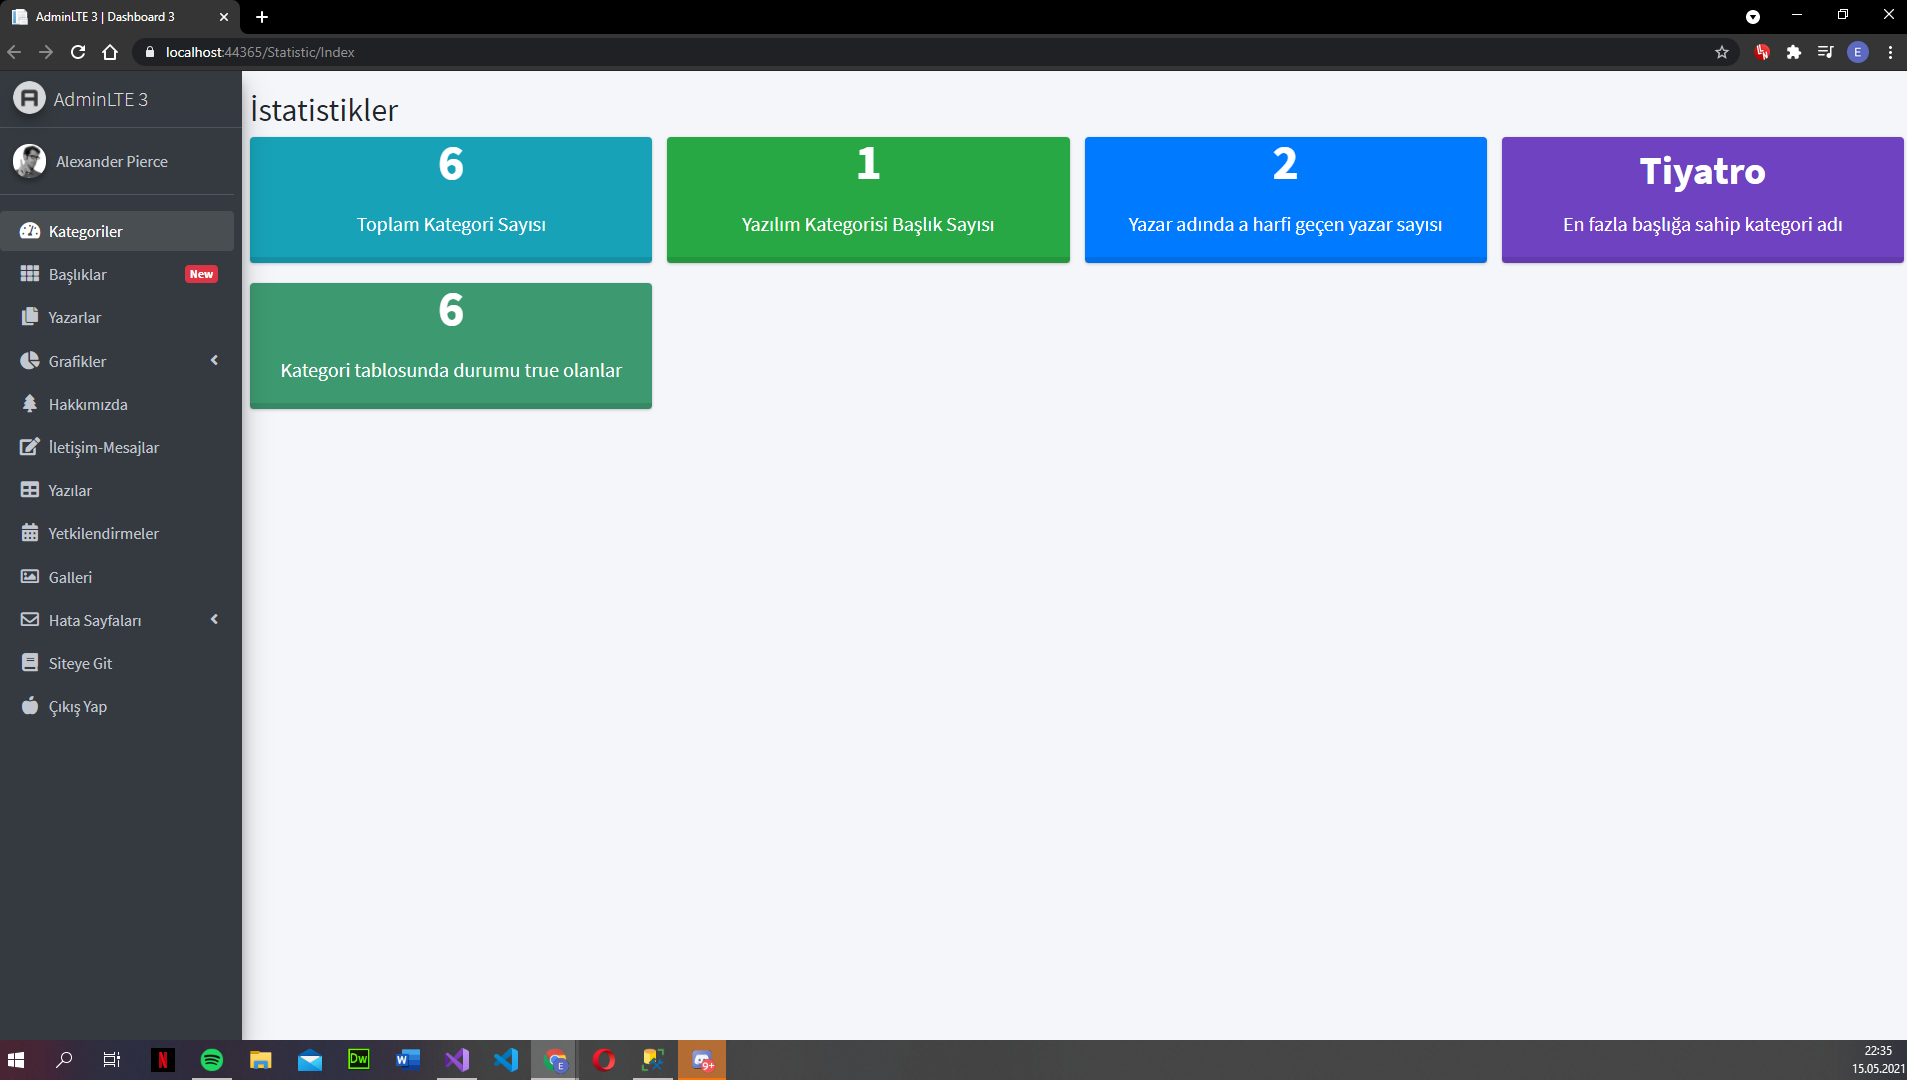 AdminLTE 3 | Dashboard 3
localhost:44365/Statistic/Index
E
AdminLTE 3
Alexander Pierce
Kategoriler
Başlıklar New
Yazarlar
Grafikler
Hakkımızda
İletişim-Mesajlar
Yazılar
Yetkilendirmeler
Galleri
Hata Sayfaları
Siteye Git
Çıkış Yap
İstatistikler
6
Toplam Kategori Sayısı
1
Yazılım Kategorisi Başlık Sayısı
2
Yazar adında a harfi geçen yazar sayısı
Tiyatro
En fazla başlığa sahip kategori adı
6
Kategori tablosunda durumu true olanlar
N
Dw
W
E
9+
22:35
15.05.2021